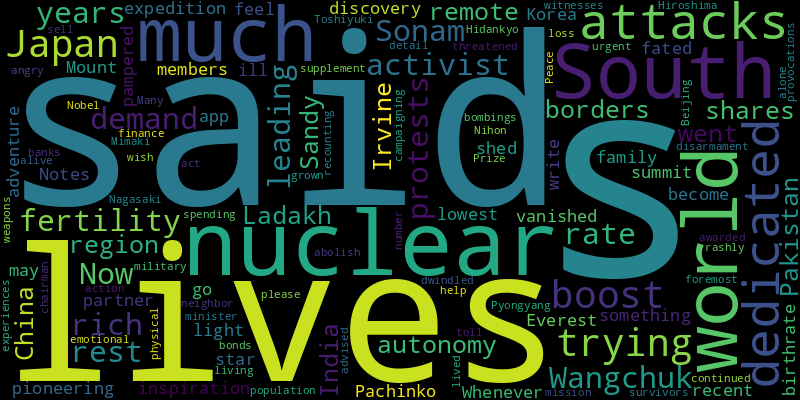 years expedition feel discovery remote Toshiyuki Korea witnesses Hiroshima
sell pampered much Sonam Hidankyo loss fated attacks
Japan members detail urgent threatened
angry Mount ill supplement activist Peace South alone provocations
said s
Nobel Many leading Sandy Irvine campaigning bombings borders Beijing shares
adventure demand app recounting protests Nihon shed write went
finance Mimaki wish Prize family disarmament
banks alive Notes act grown summit world dedicated
Nagasaki become Pakistan
weapons fertility spending Ladakh lowest vanished awarded rashly
region nuclear number rate foremost
may military abolish dwindled
Now go please help Pyongyang boost
experiences China chairman action partner neighbor lives Everest something
rich minister light India toll trying birthrate
emotional physical bonds advised autonomy
rest star living lived Wangchuk continued
pioneering inspiration population Pachinko Whenever mission survivors recent